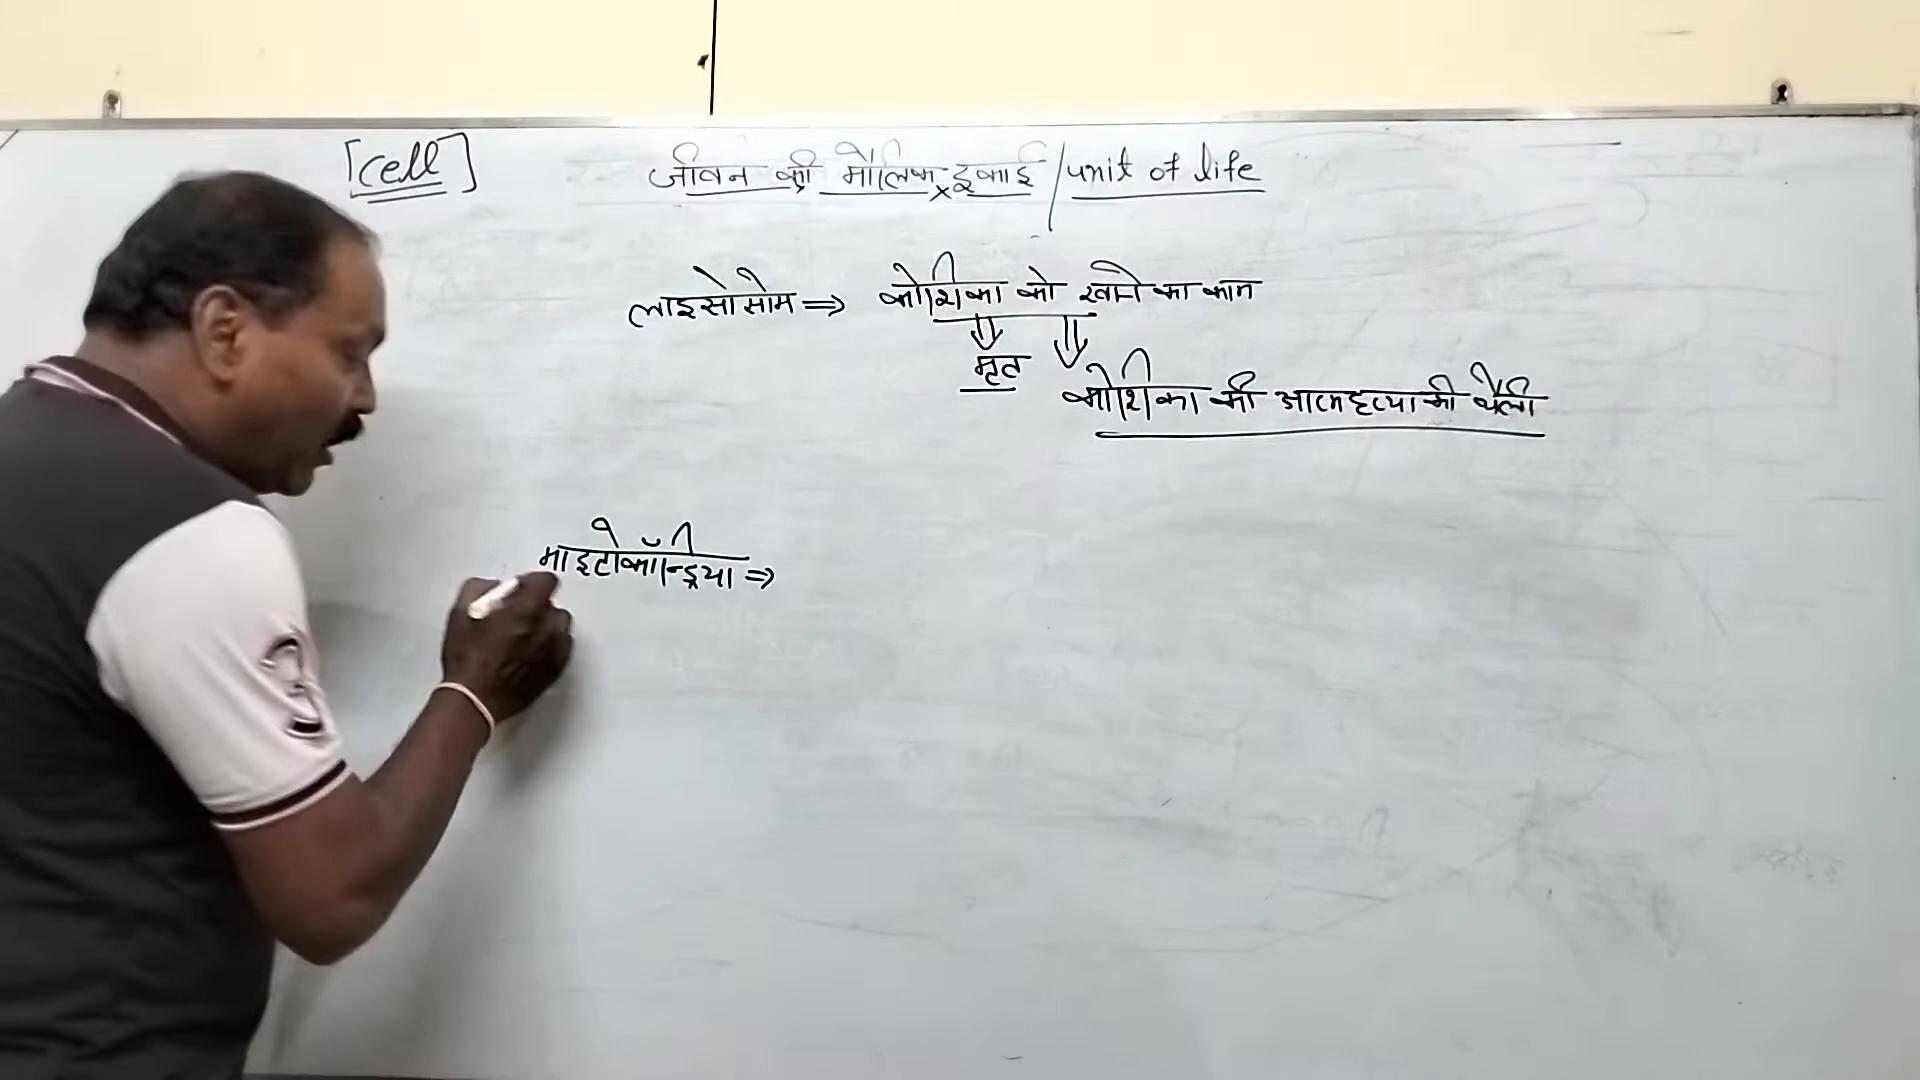 [cell] जीवन की मौलिक इकाई / unit of life
लाइसोसोम ⇒ कोशिका को खाने का काम
मृत
कोशिका की आत्महत्या की थैली
माइटोकॉन्ड्रिया ⇒